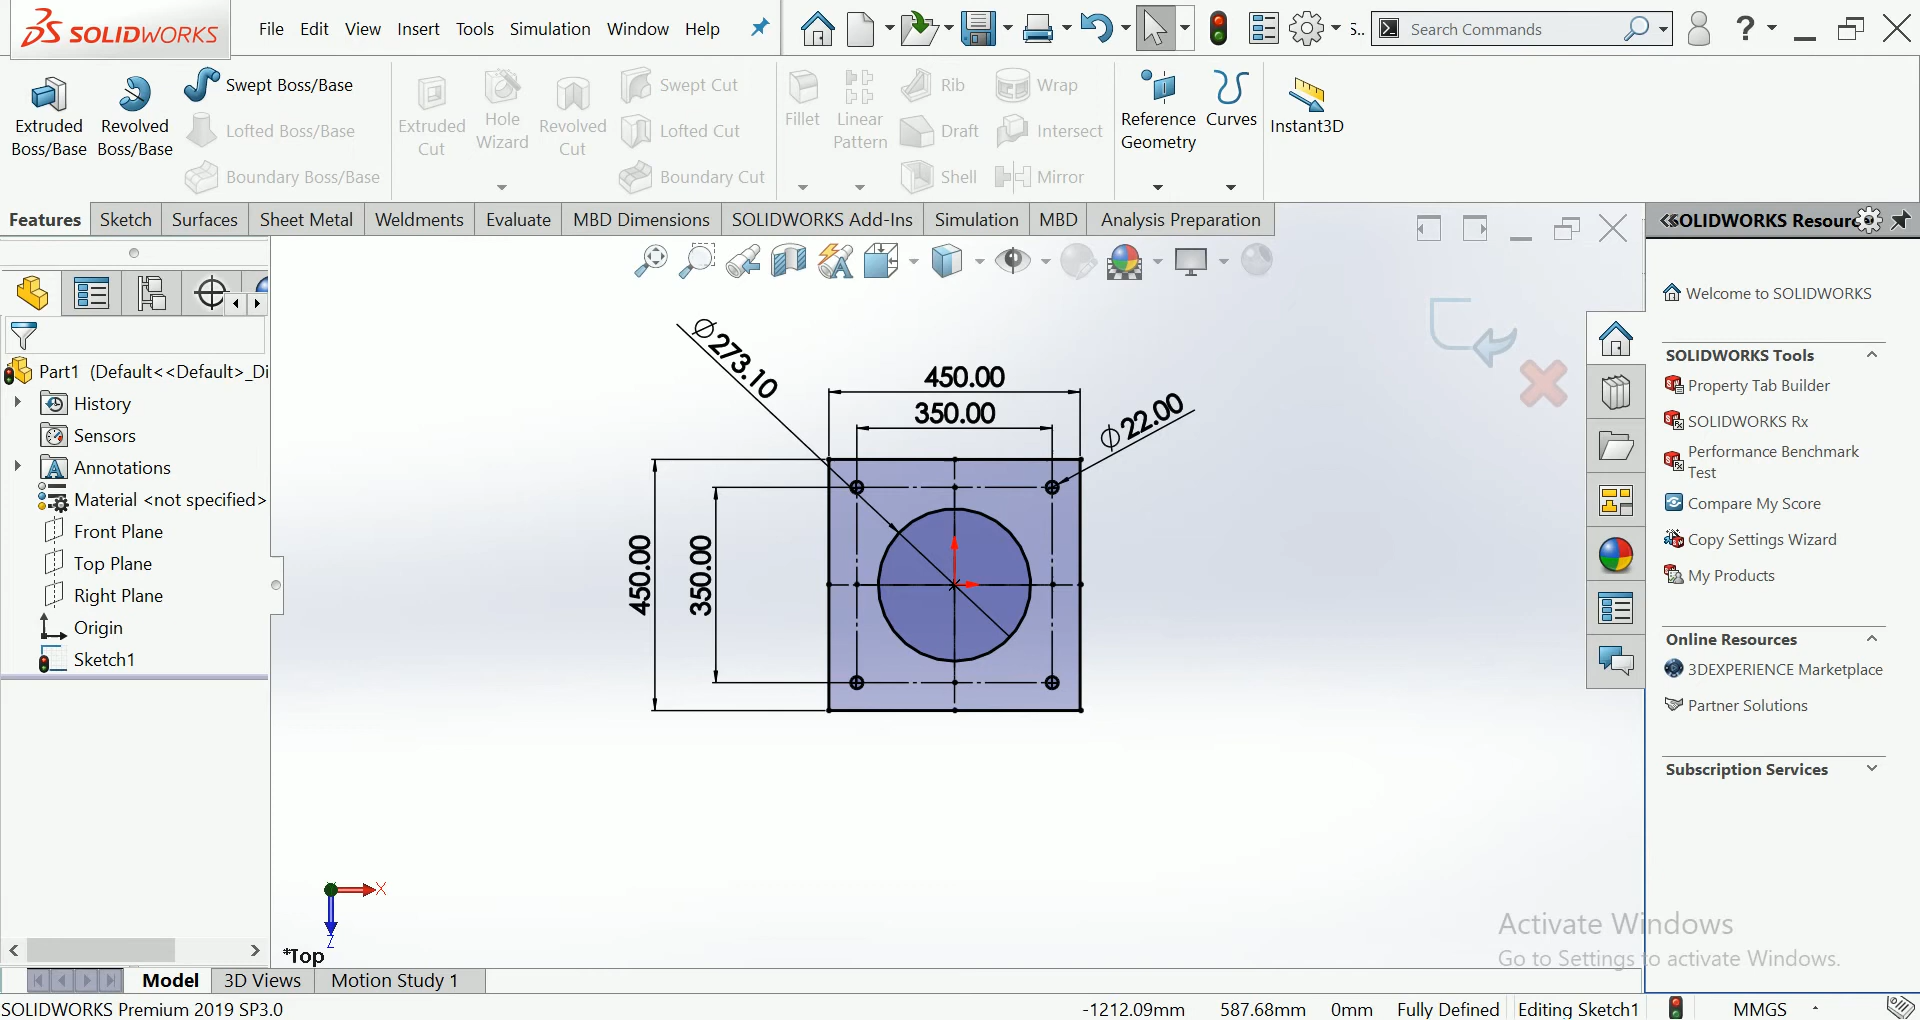 SOLIDWORKS File Edit View Insert Tools Simulation Window Help S.. Search Commands ?
Extruded Boss/Base
Revolved Boss/Base
Swept Boss/Base
Lofted Boss/Base
Boundary Boss/Base
Extruded Cut
Hole Wizard
Revolved Cut
Swept Cut
Lofted Cut
Boundary Cut
Fillet
Linear Pattern
Rib
Draft
Shell
Wrap
Intersect
Mirror
Reference Geometry
Curves
Instant3D
Features Sketch Surfaces Sheet Metal Weldments Evaluate MBD Dimensions SOLIDWORKS Add-Ins Simulation MBD Analysis Preparation
Part1 (Default<<Default>_Di
History
Sensors
Annotations
Material <not specified>
Front Plane
Top Plane
Right Plane
Origin
Sketch1
∅273.10
450.00
350.00
∅22.00
450.00
350.00
X
Z
*Top
SOLIDWORKS Resour
Welcome to SOLIDWORKS
SOLIDWORKS Tools
Property Tab Builder
SOLIDWORKS Rx
Performance Benchmark
Test
Compare My Score
Copy Settings Wizard
My Products
Online Resources
3DEXPERIENCE Marketplace
Partner Solutions
Subscription Services
Activate Windows
Go to Settings to activate Windows.
Model 3D Views Motion Study 1
SOLIDWORKS Premium 2019 SP3.0 -1212.09mm 587.68mm 0mm Fully Defined Editing Sketch1 MMGS